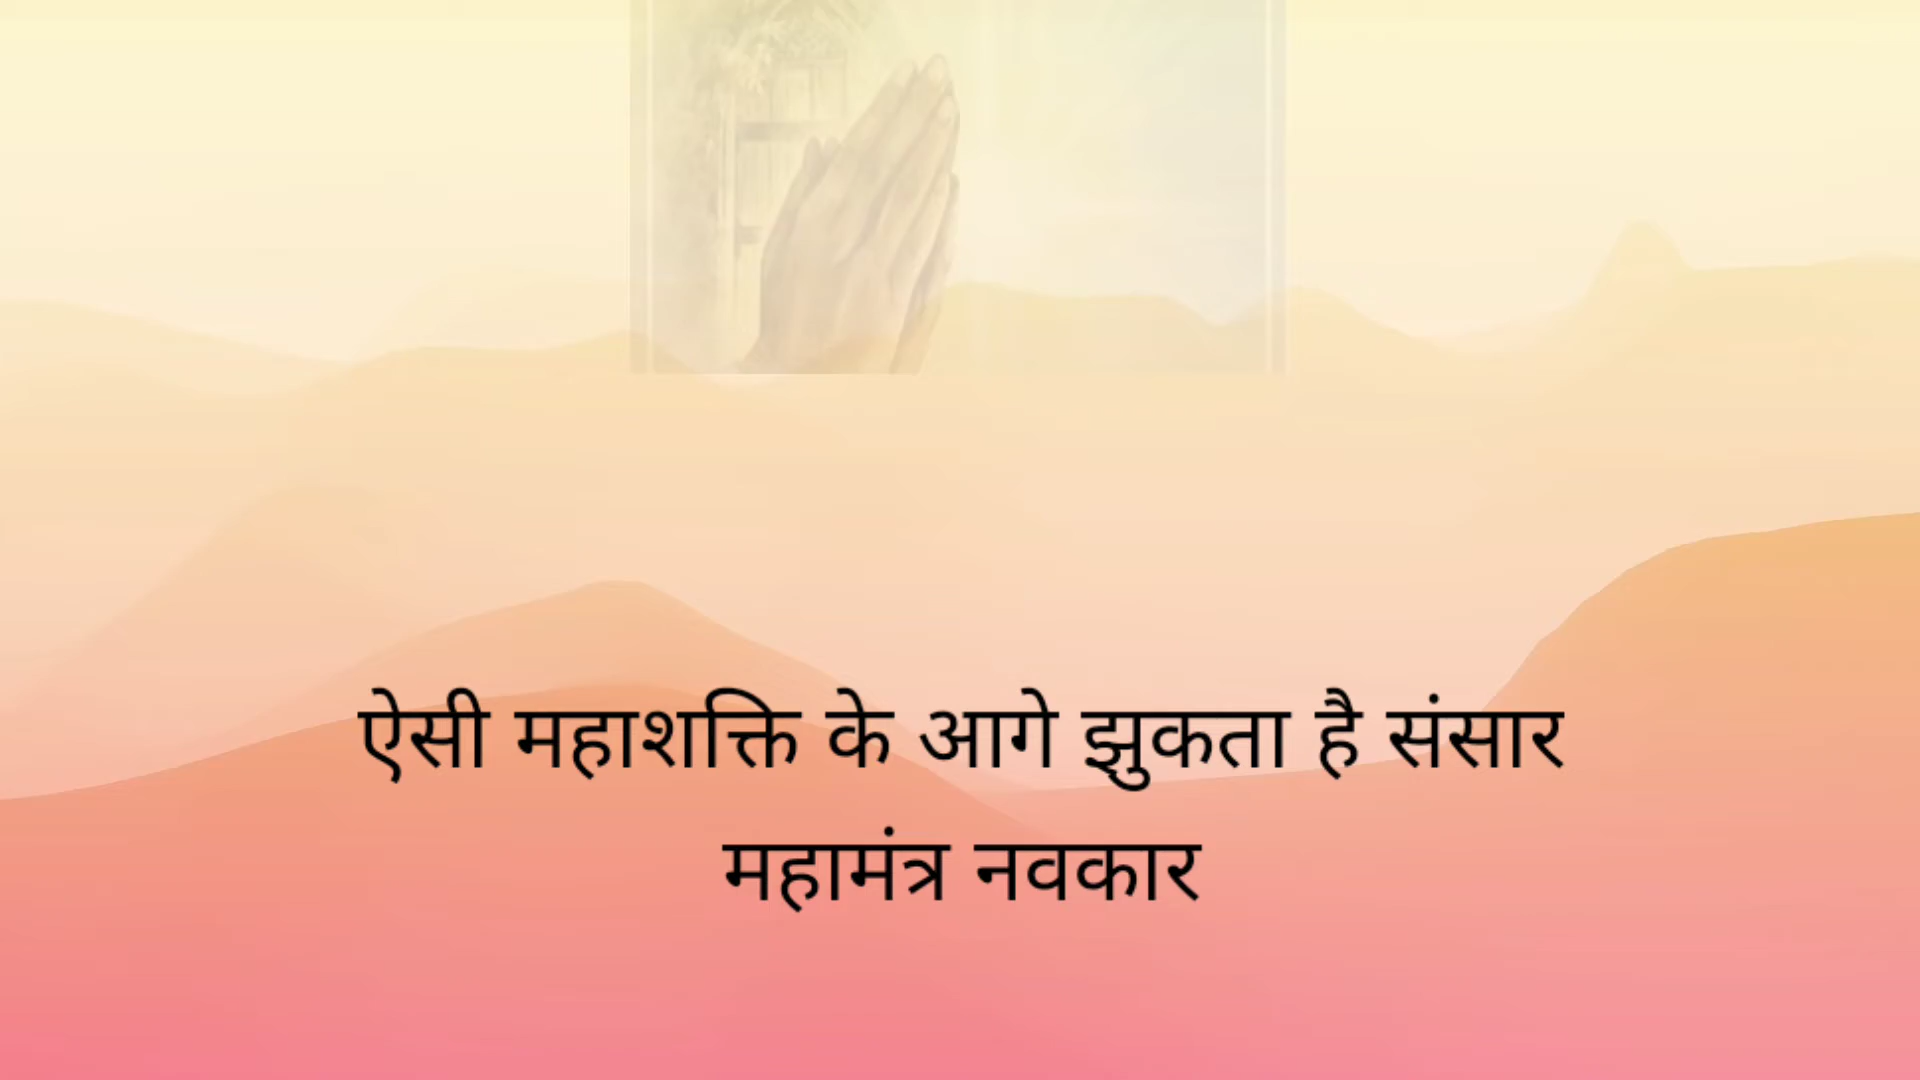 ऐसी महाशक्ति के आगे झुकता है संसार
महामंत्र नवकार